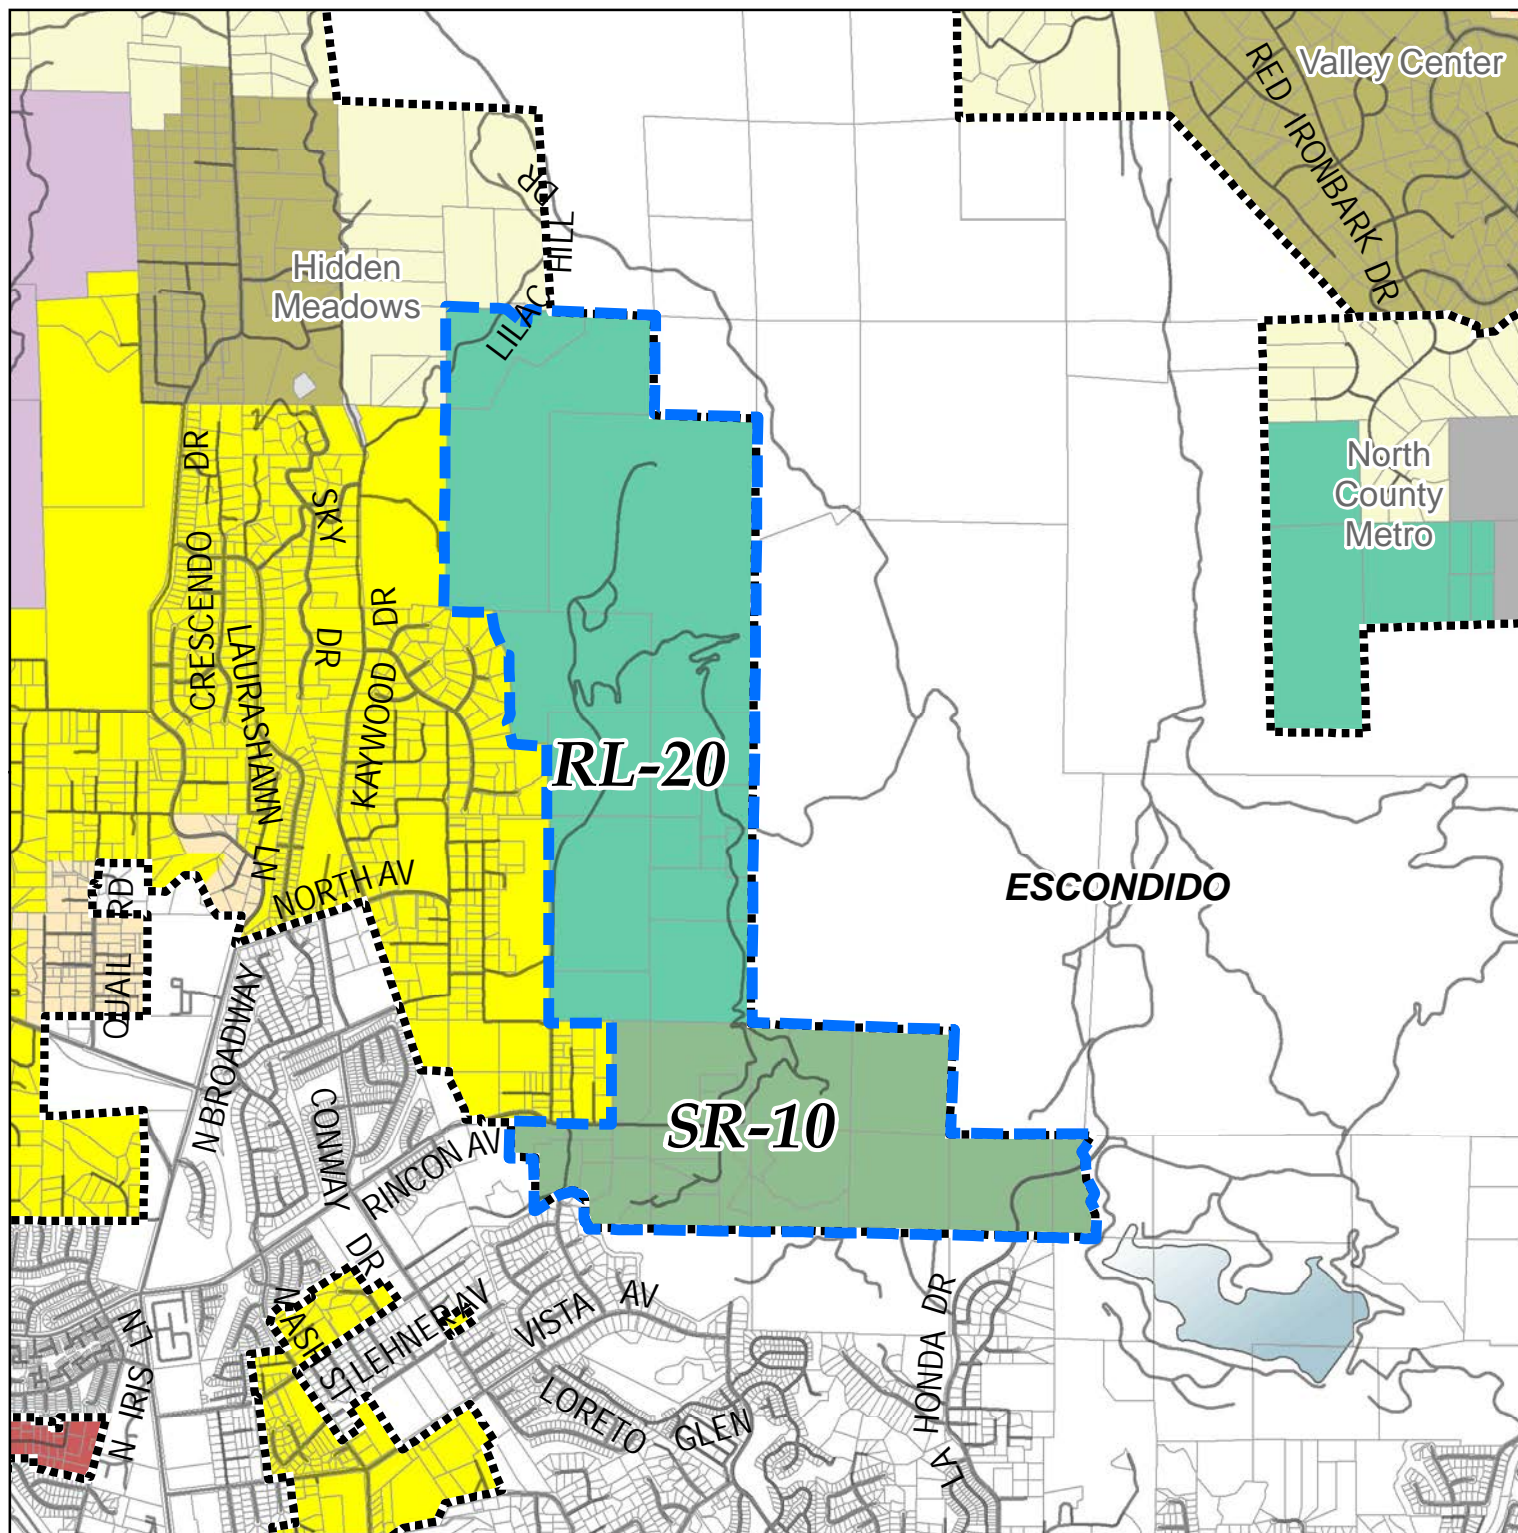 Valley Center
RED IRONBARK DR
LILAC HILL DR
Hidden
Meadows
North
County
Metro
CRESCENDO DR
SKY DR
LAURASHAWN LN
KAYWOOD DR
RL-20
ESCONDIDO
NORTH AV
QUAIL RD
N BROADWAY
CONWAY DR
RINCON AV
SR-10
N IRIS LN
N ASH ST
LEHNER AV
VISTA AV
LORETO GLEN
LA HONDA DR